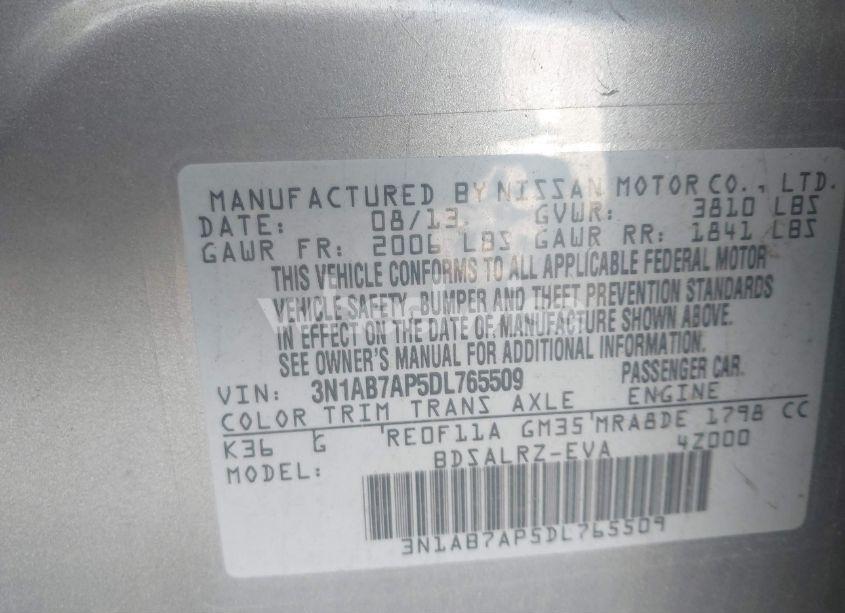 MANUFACTURED BY NISSAN MOTOR CO., LTD.
DATE: 08/13 GVWR: 3810 LBS
GAWR FR: 2006 LBS GAWR RR: 1841 LBS
THIS VEHICLE CONFORMS TO ALL APPLICABLE FEDERAL MOTOR
VEHICLE SAFETY, BUMPER AND THEFT PREVENTION STANDARDS
IN EFFECT ON THE DATE OF MANUFACTURE SHOWN ABOVE.
SEE OWNER'S MANUAL FOR ADDITIONAL INFORMATION.
VIN: 3N1AB7AP5DL765509 PASSENGER CAR
COLOR TRIM TRANS AXLE ENGINE
K36 G RE0F11A GM35 MRA8DE 1798 CC
MODEL: BDSALRZ-EVA 4Z000
3N1AB7AP5DL765509